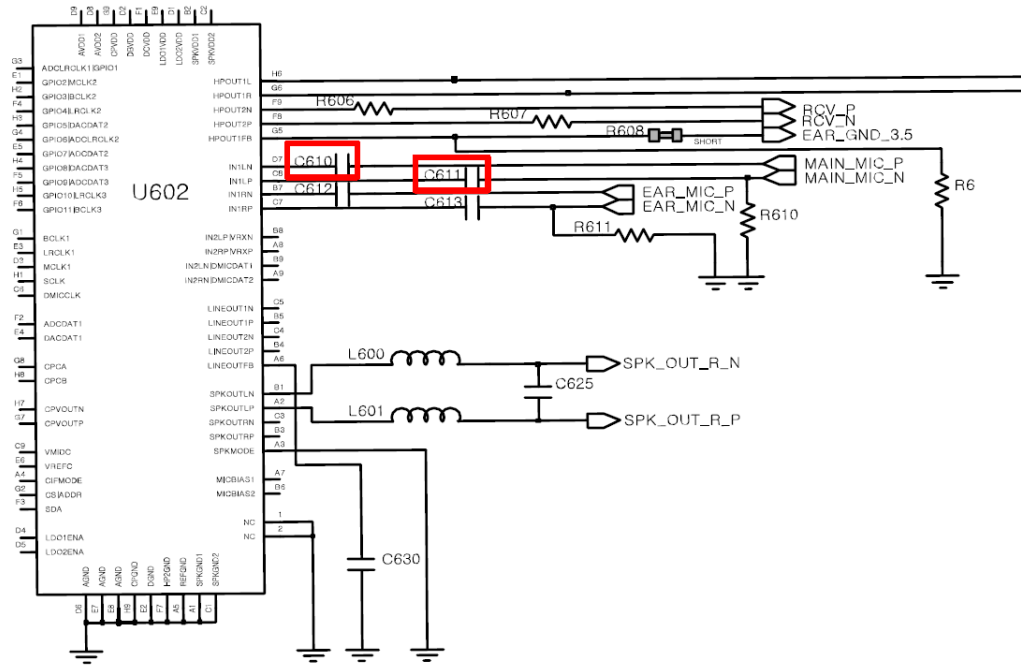 D9 D8 G3 D2 F1 E9 D1 B2 C2
AVDD1 AVDD2 CPVDD DGVDD DCVDD LDO1VDD LDO2VDD SPKVDD1 SPKVDD2
U602
G3 ADCLRCLK1|GPIO1
E1 GPIO2|MCLK2
H2 GPIO3|BCLK2
F4 GPIO4|LRCLK2
H3 GPIO5|DACDAT2
G4 GPIO6|ADCLRCLK2
E5 GPIO7|ADCDAT2
H4 GPIO8|DACDAT3
F5 GPIO9|ADCDAT3
H5 GPIO10|LRCLK3
F6 GPIO11|BCLK3
G1 BCLK1
E3 LRCLK1
D3 MCLK1
H1 SCLK
C6 DMICCLK
F2 ADCDAT1
E4 DACDAT1
G8 CPCA
H8 CPCB
H7 CPVOUTN
G7 CPVOUTP
C9 VMIDC
E6 VREFC
A4 CIFMODE
G2 CS|ADDR
F3 SDA
D4 LDO1ENA
D5 LDO2ENA
HPOUT1L H6
HPOUT1R G6
HPOUT2N F9
HPOUT2P F8
HPOUT1FB G5
IN1LN D7
IN1LP C8
IN1RN B7
IN1RP C7
IN2LP|VRXN B8
IN2RP|VRXP A8
IN2LN|DMICDAT1 B9
IN2RN|DMICDAT2 A9
LINEOUT1N C5
LINEOUT1P B5
LINEOUT2N C4
LINEOUT2P B4
LINEOUTFB A6
SPKOUTLN B1
SPKOUTLP A2
SPKOUTRN C3
SPKOUTRP B3
SPKMODE A3
MICBIAS1 A7
MICBIAS2 B6
NC 1
NC 2
AGND AGND AGND CPGND DGND HP2GND REFGND SPKGND1 SPKGND2
D6 E7 E8 H9 E2 F7 A5 A1 C1
R606
R607
R608
SHORT
RCV_P
RCV_N
EAR_GND_3.5
C610
C611
C612
C613
MAIN_MIC_P
MAIN_MIC_N
EAR_MIC_P
EAR_MIC_N
R6
R610
R611
L600
SPK_OUT_R_N
C625
L601
SPK_OUT_R_P
C630